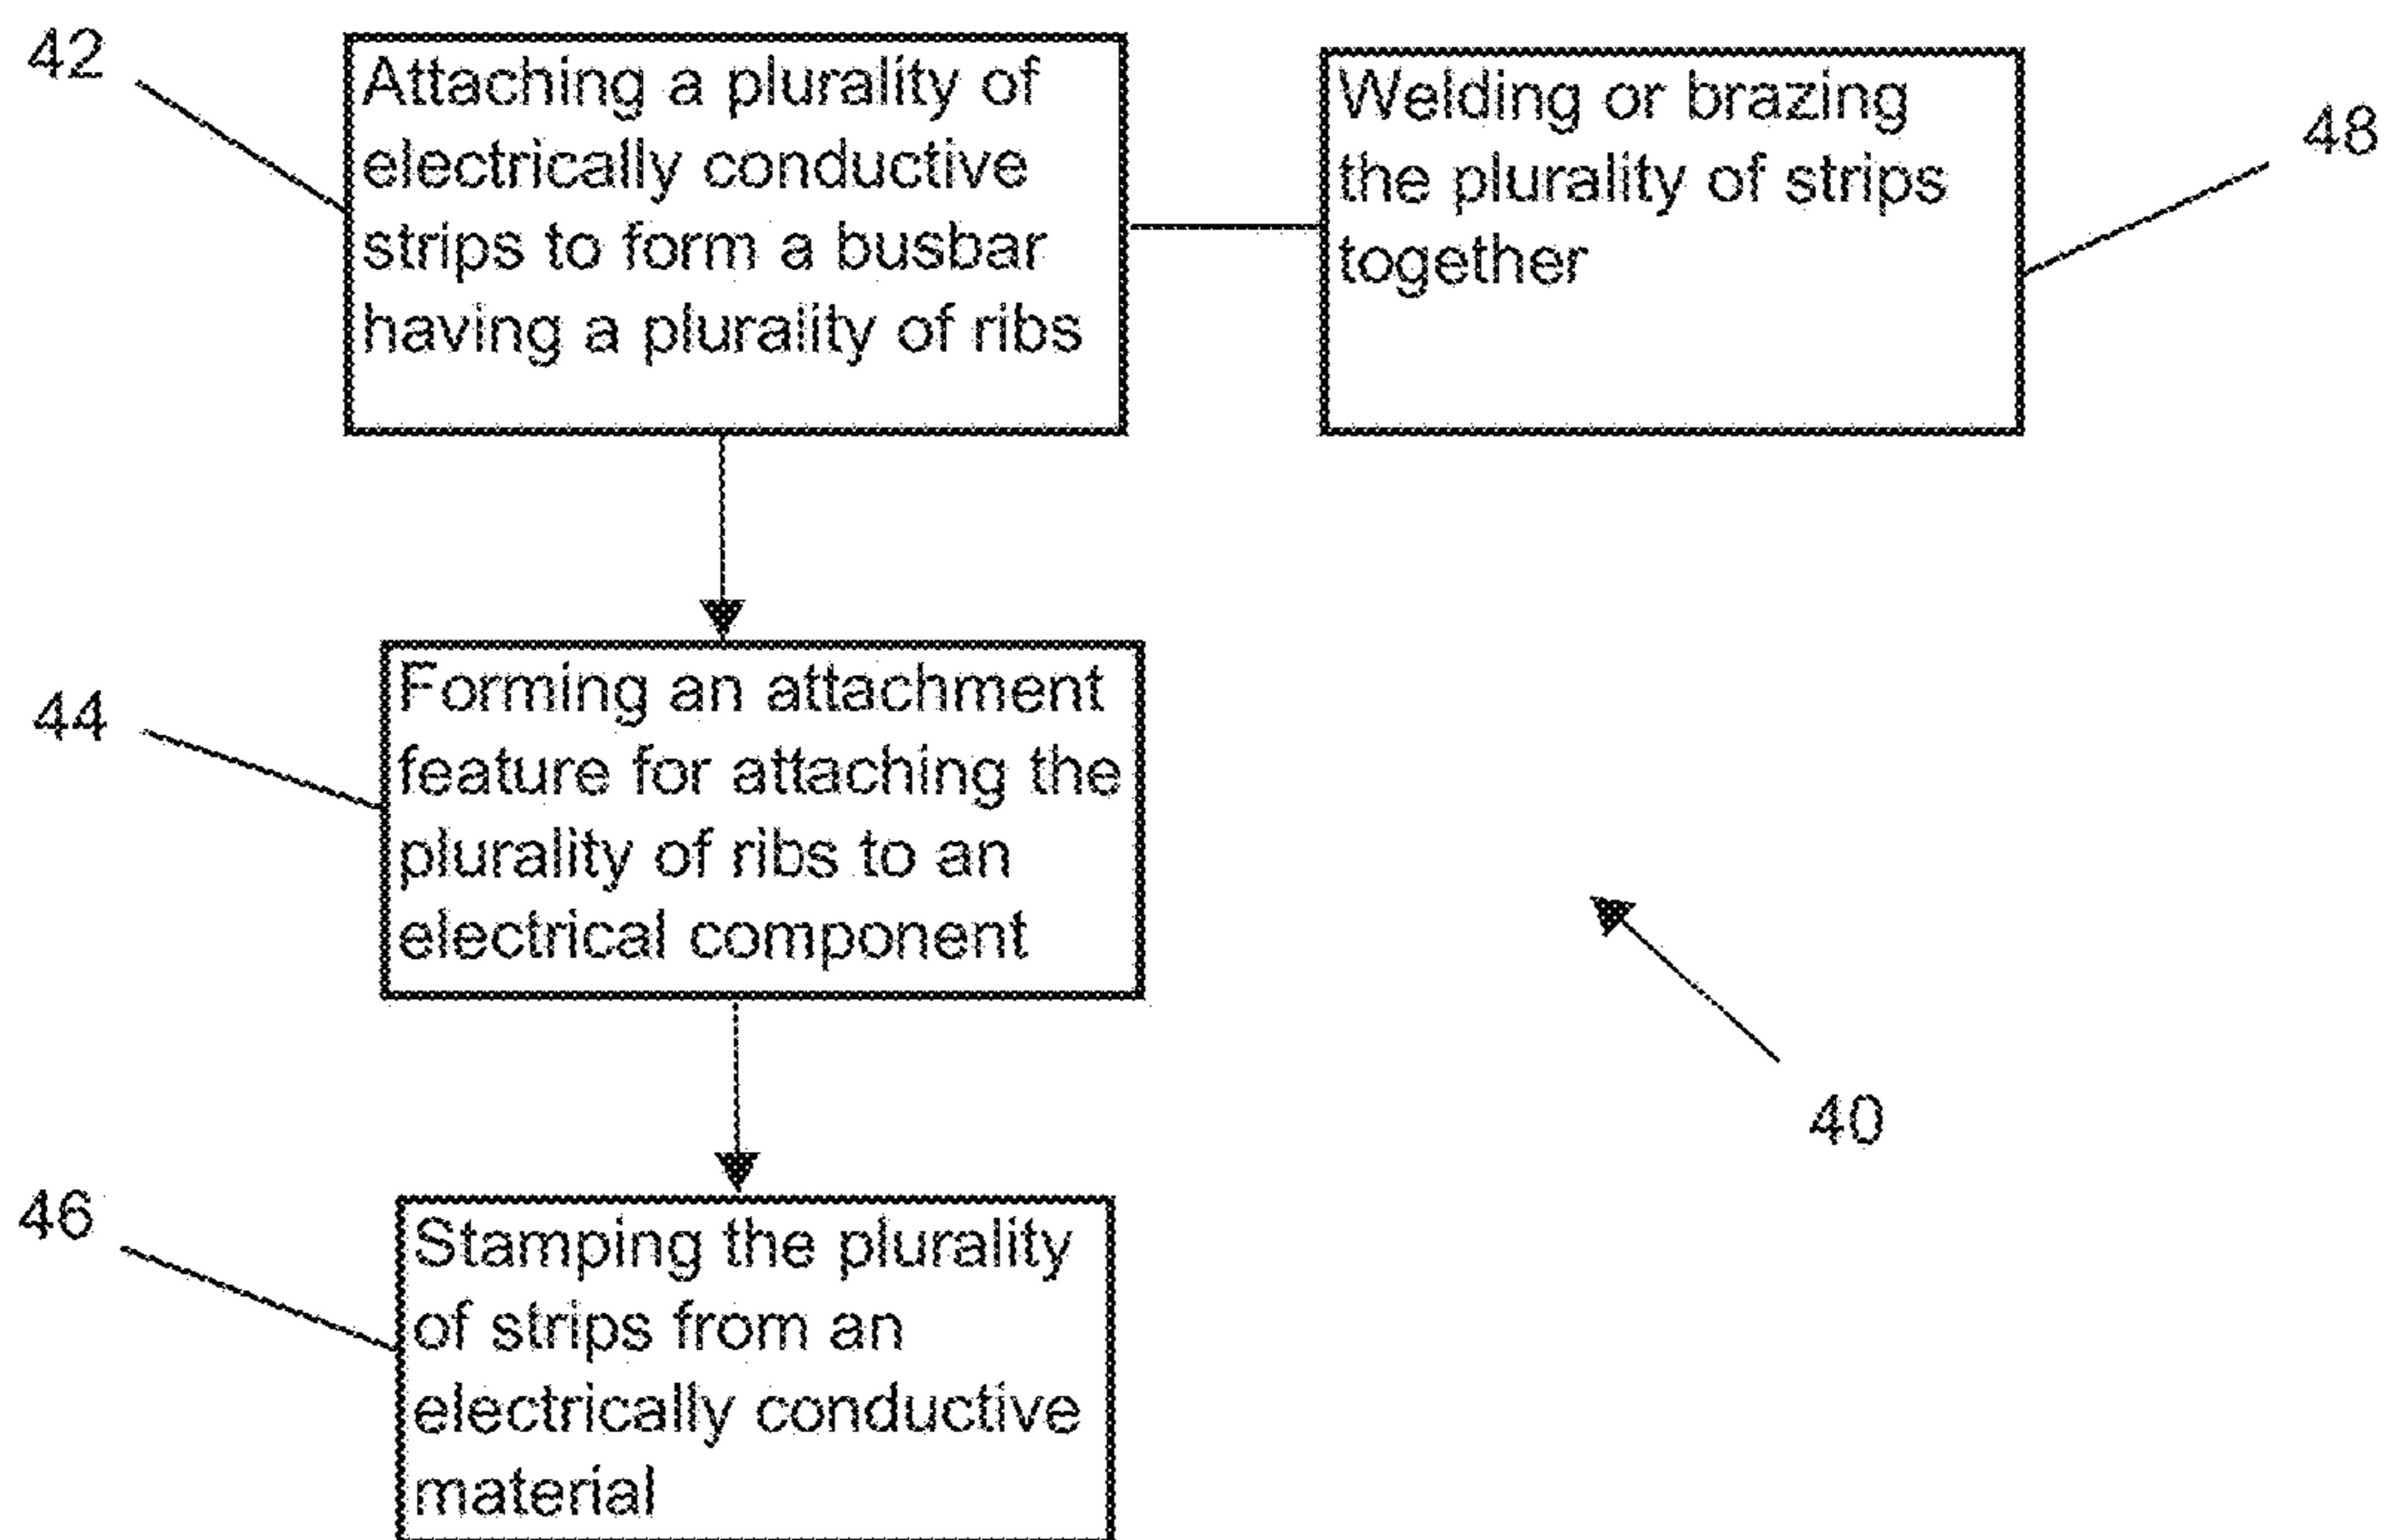 42
Attaching a plurality of
electrically conductive
strips to form a busbar
having a plurality of ribs
Welding or brazing
the plurality of strips
together
48
44
Forming an attachment
feature for attaching the
plurality of ribs to an
electrical component
40
46
Stamping the plurality
of strips from an
electrically conductive
material